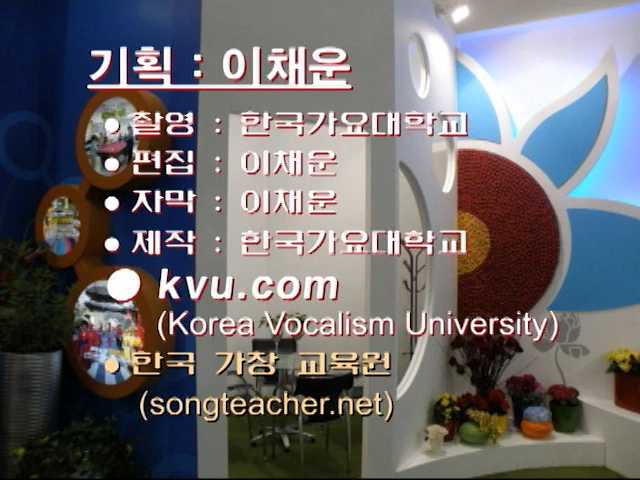 기획 : 이채운
● 촬영 : 한국가요대학교
● 편집 : 이채운
● 자막 : 이채운
● 제작 : 한국가요대학교
● kvu.com
(Korea Vocalism University)
● 한국 가창 교육원
(songteacher.net)